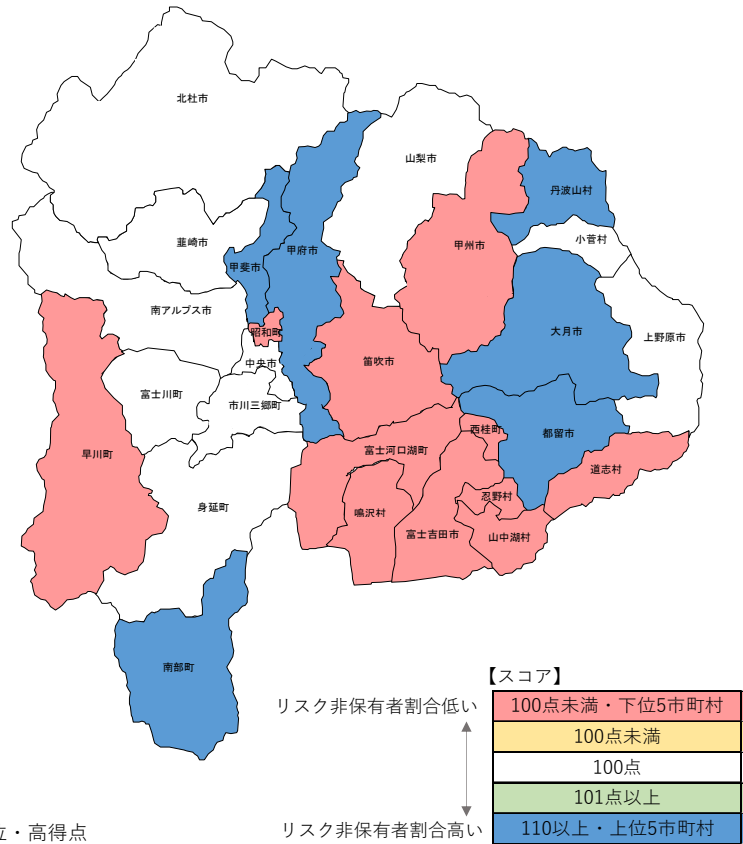 北杜市
山梨市
丹波山村
小菅村
韮崎市
甲斐市
甲府市
甲州市
南アルプス市
昭和町
大月市
上野原市
中央市
笛吹市
富士川町
市川三郷町
西桂町
都留市
早川町
富士河口湖町
道志村
身延町
鳴沢村
忍野村
富士吉田市
山中湖村
南部町
【スコア】
リスク非保有者割合低い
100点未満・下位5市町村
100点未満
100点
101点以上
リスク非保有者割合高い
110以上・上位5市町村
位・高得点